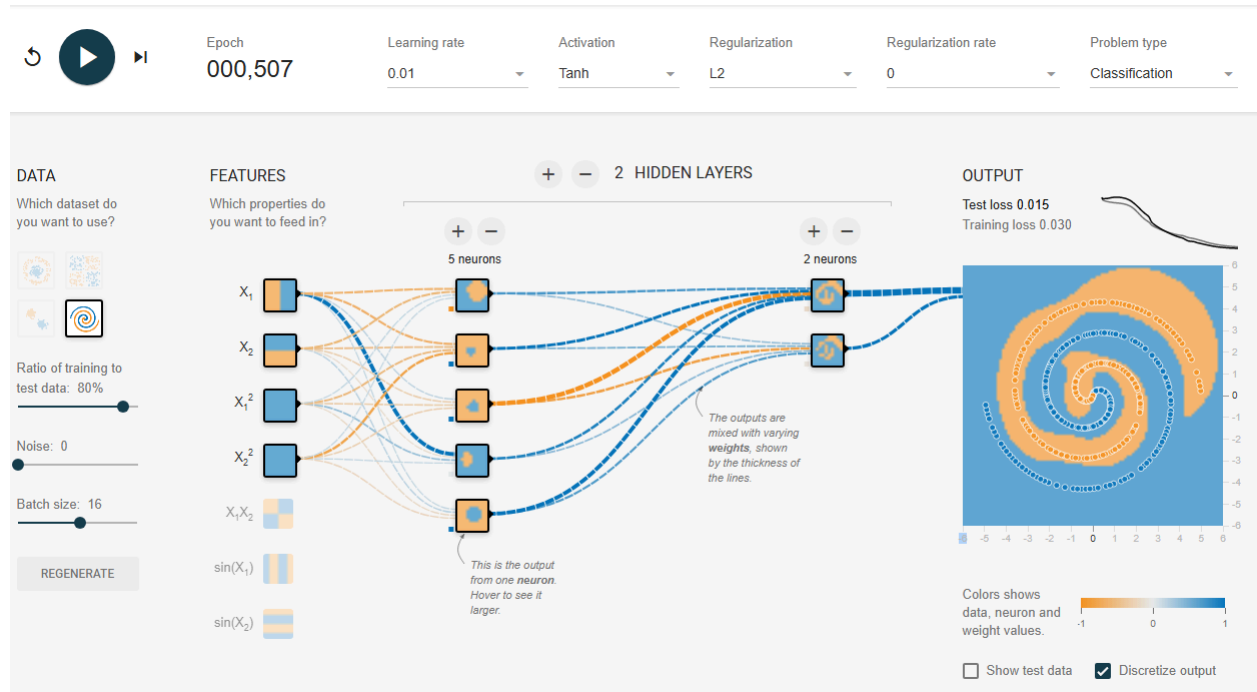 Epoch
000,507
Learning rate
0.01
Activation
Tanh
Regularization
L2
Regularization rate
0
Problem type
Classification
DATA
Which dataset do
you want to use?
Ratio of training to
test data: 80%
Noise: 0
Batch size: 16
REGENERATE
FEATURES
Which properties do
you want to feed in?
X₁
X₂
X₁²
X₂²
X₁X₂
sin(X₁)
sin(X₂)
+ − 2 HIDDEN LAYERS
+ −
5 neurons
+ −
2 neurons
The outputs are
mixed with varying
weights, shown
by the thickness of
the lines.
This is the output
from one neuron.
Hover to see it
larger.
OUTPUT
Test loss 0.015
Training loss 0.030
6
5
4
3
2
1
0
-1
-2
-3
-4
-5
-6
-6 -5 -4 -3 -2 -1 0 1 2 3 4 5 6
Colors shows
data, neuron and
weight values.
-1 0 1
Show test data
Discretize output